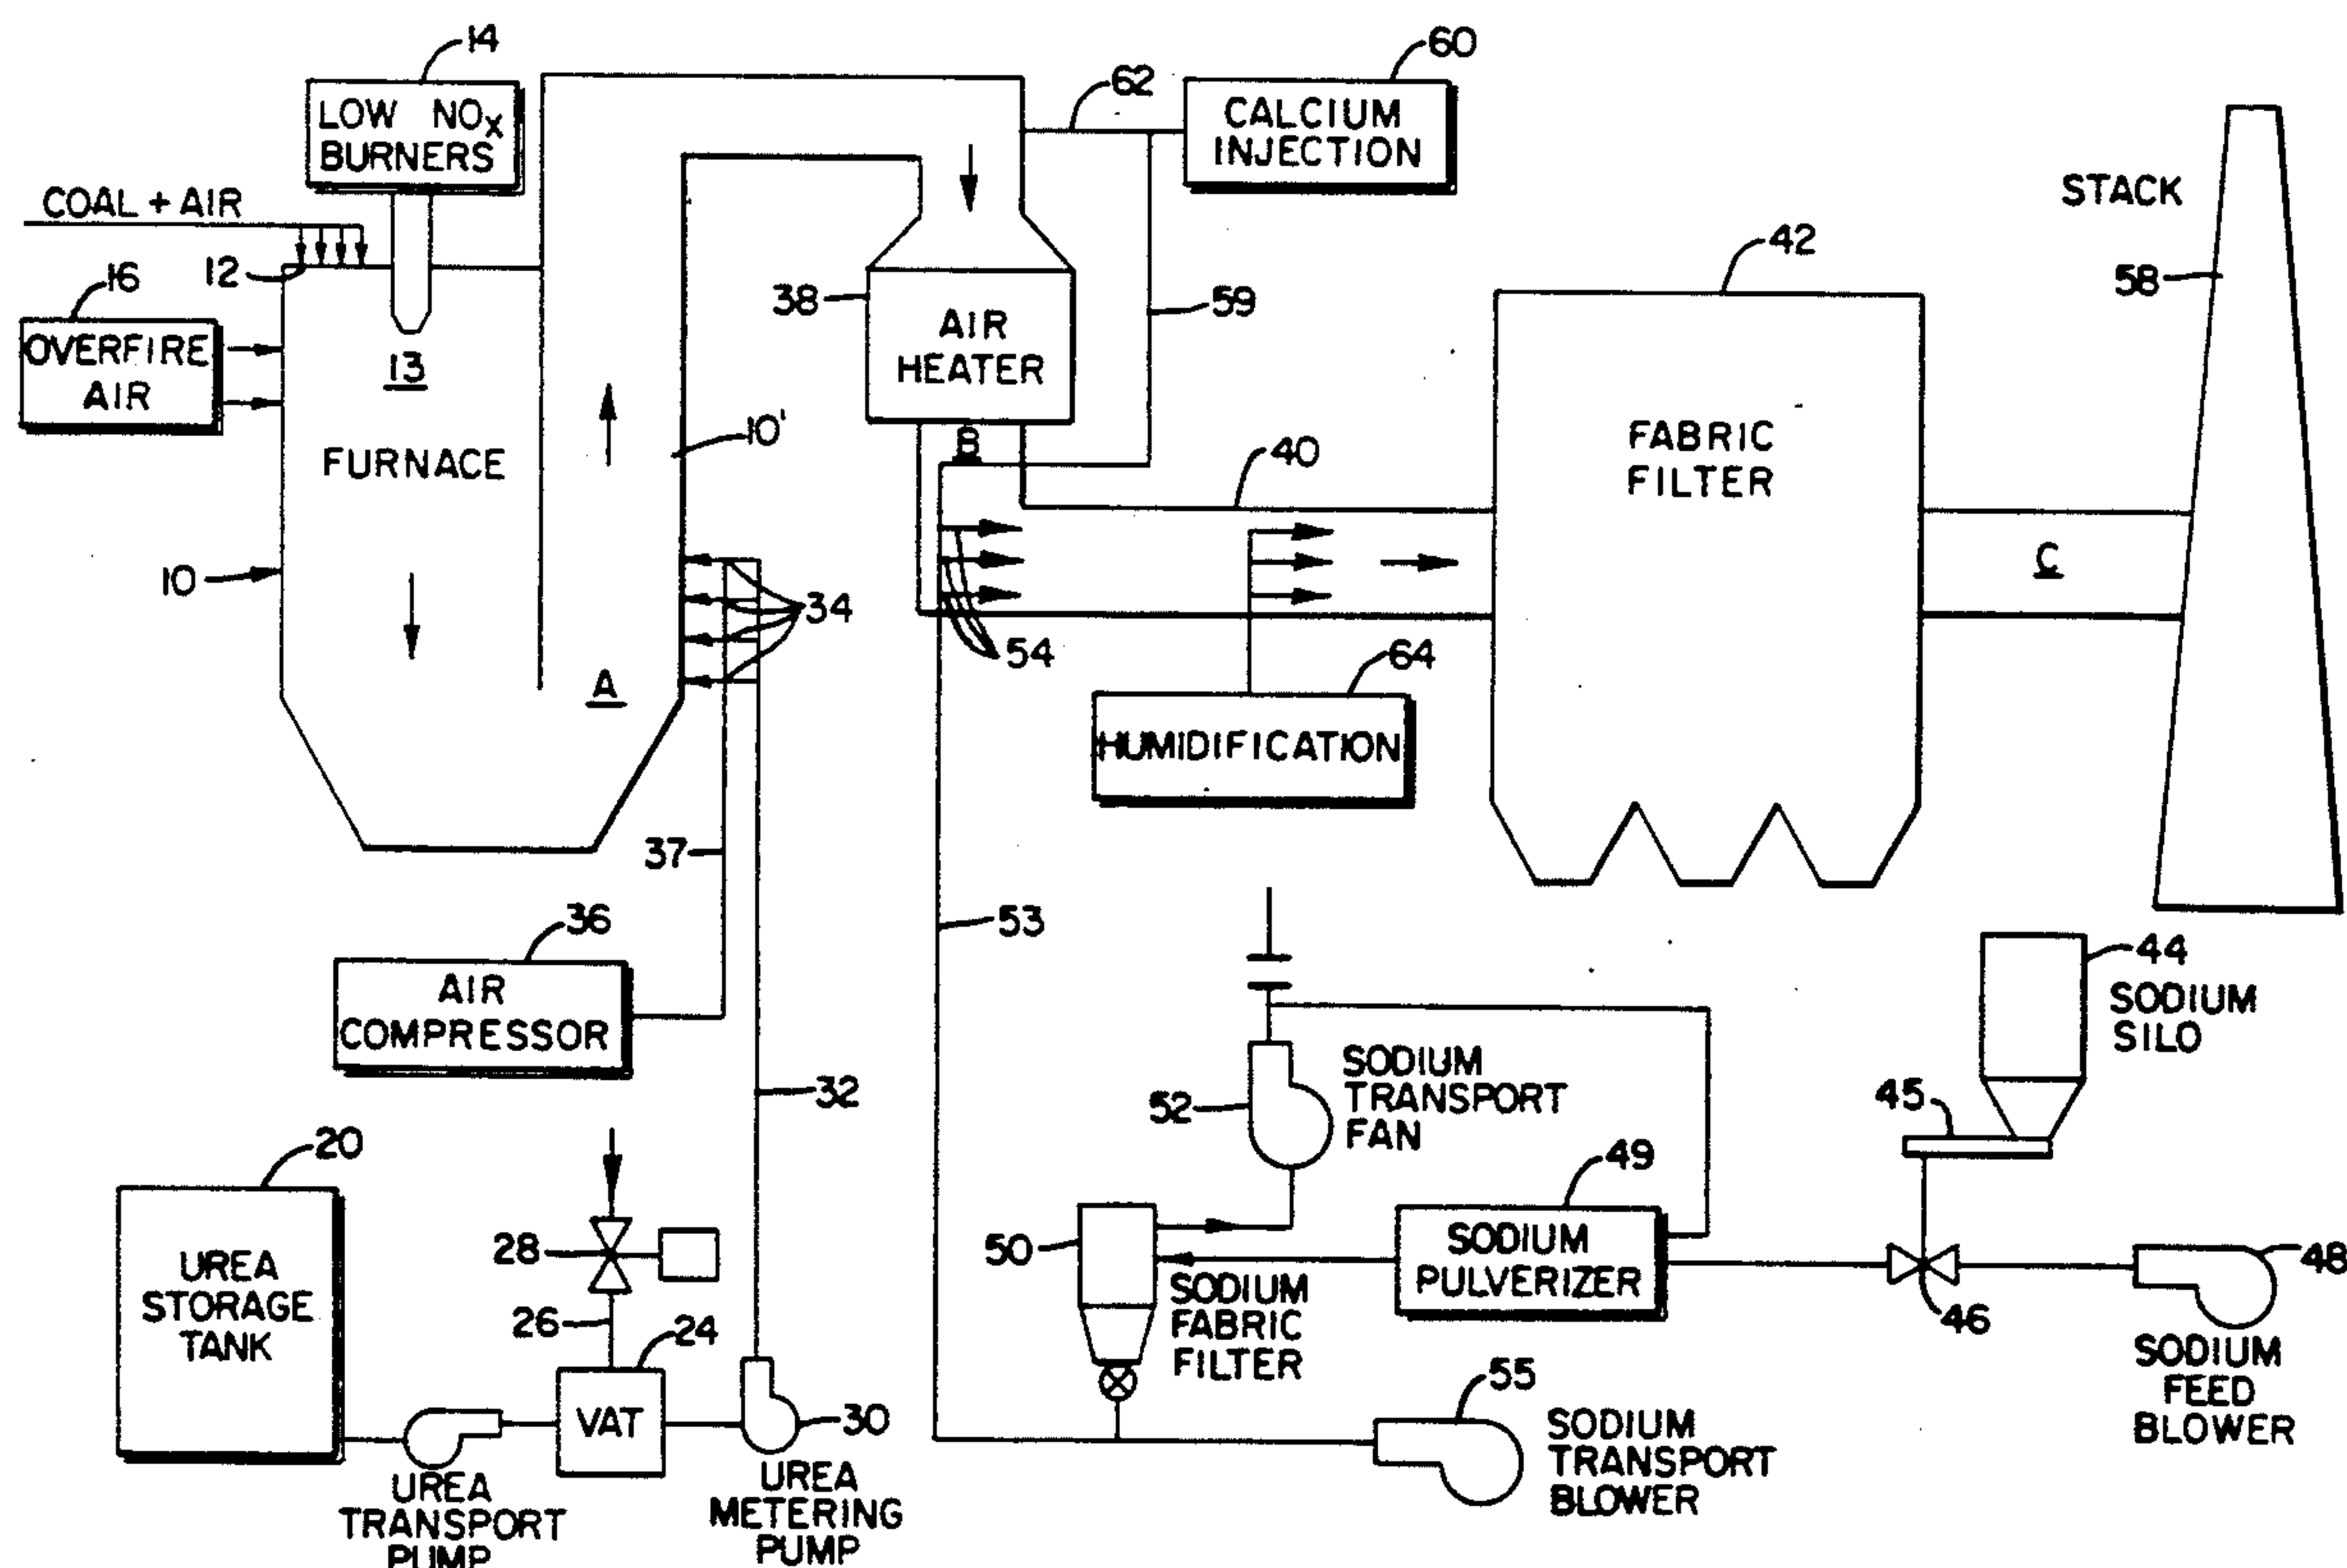 14
60
LOW NOx
BURNERS
62
CALCIUM
INJECTION
COAL + AIR
STACK
12
16
42
58
38
59
OVERFIRE
AIR
13
AIR
HEATER
FURNACE
10'
B
40
FABRIC
FILTER
10
C
34
54
64
A
HUMIDIFICATION
37
53
36
AIR
COMPRESSOR
44
SODIUM
SILO
32
SODIUM
TRANSPORT
FAN
52
45
20
49
28
50
SODIUM
PULVERIZER
48
UREA
STORAGE
TANK
26
24
SODIUM
FABRIC
FILTER
46
SODIUM
FEED
BLOWER
VAT
30
55
SODIUM
TRANSPORT
BLOWER
UREA
TRANSPORT
PUMP
UREA
METERING
PUMP